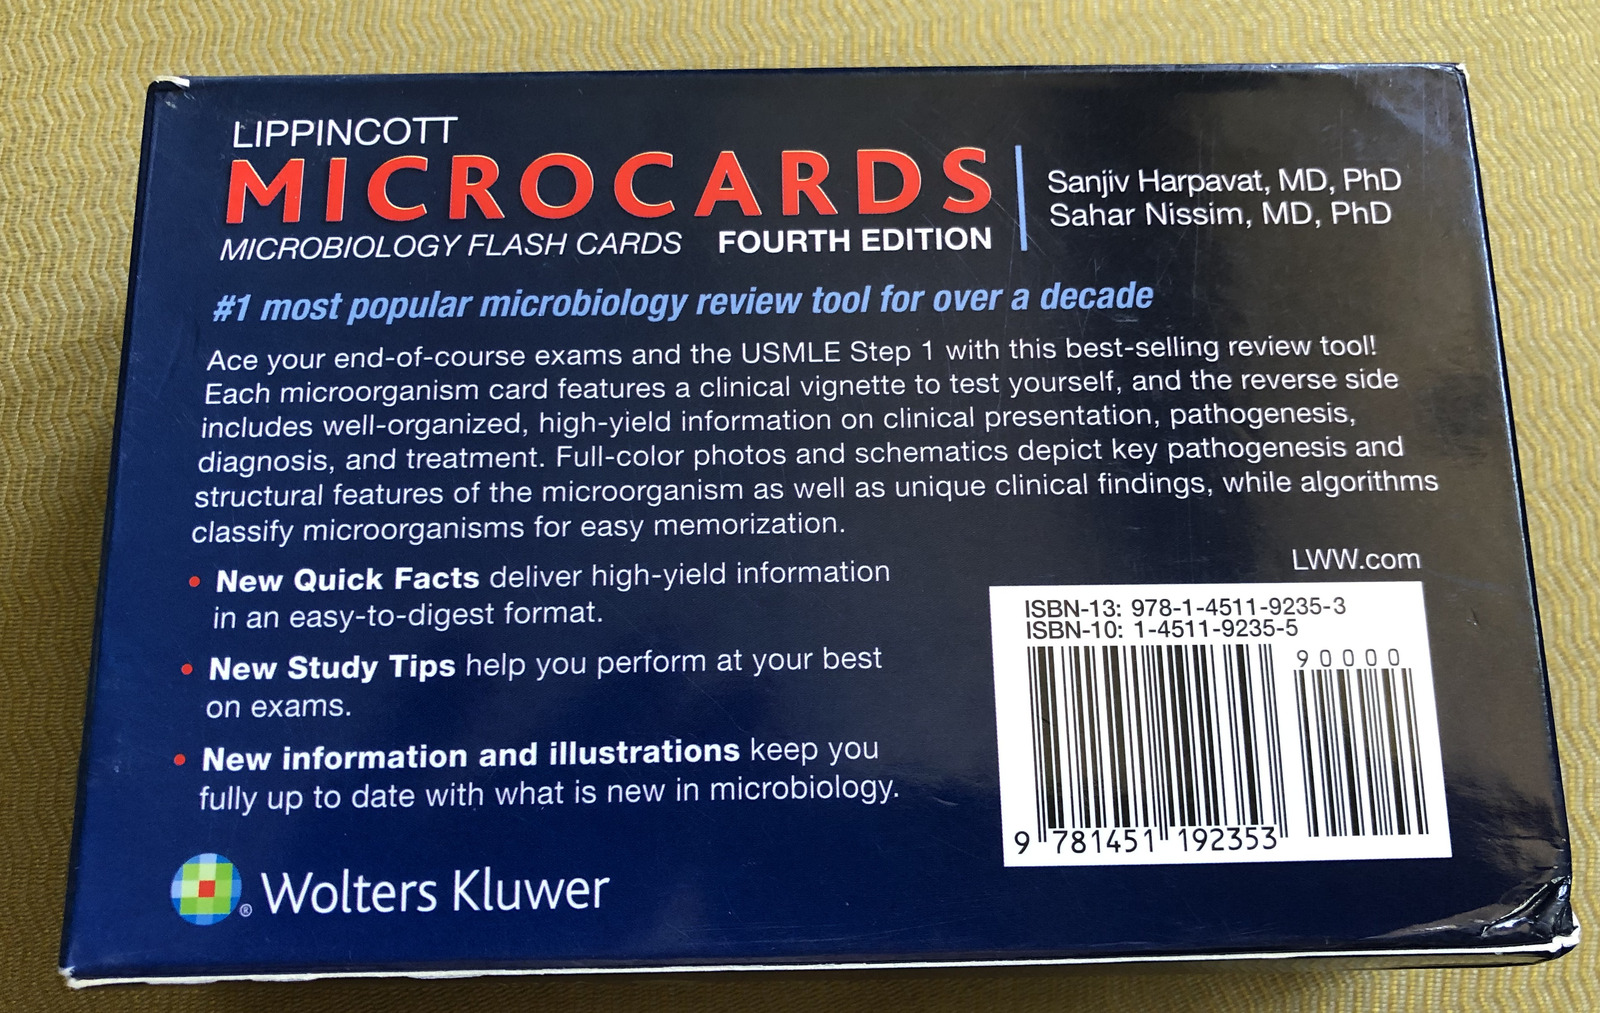 LIPPINCOTT
MICROCARDS
MICROBIOLOGY FLASH CARDS FOURTH EDITION
Sanjiv Harpavat, MD, PhD
Sahar Nissim, MD, PhD
#1 most popular microbiology review tool for over a decade
Ace your end-of-course exams and the USMLE Step 1 with this best-selling review tool!
Each microorganism card features a clinical vignette to test yourself, and the reverse side
includes well-organized, high-yield information on clinical presentation, pathogenesis,
diagnosis, and treatment. Full-color photos and schematics depict key pathogenesis and
structural features of the microorganism as well as unique clinical findings, while algorithms
classify microorganisms for easy memorization.
• New Quick Facts deliver high-yield information
in an easy-to-digest format.
• New Study Tips help you perform at your best
on exams.
• New information and illustrations keep you
fully up to date with what is new in microbiology.
LWW.com
ISBN-13: 978-1-4511-9235-3
ISBN-10: 1-4511-9235-5
90000
9 781451 192353
® Wolters Kluwer